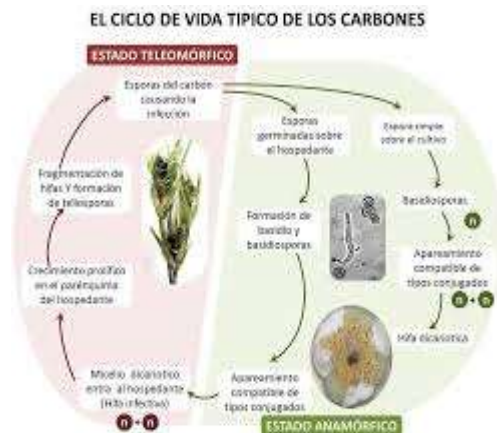 EL CICLO DE VIDA TIPICO DE LOS CARBONES
ESTADO TELEOMÓRFICO
Esporas del carbón
causando la
infección
Esporas
germinadas sobre
el hospedante
Espora simple
sobre el cultivo
Fragmentación de
hifas Y formación
de teliosporas
Formación de
basidio y
basidiosporas
Basidiosporas
n
Apareamiento
compatible de
tipos conjugados
n + n
Crecimiento prolífico
en el parénquima
del hospedante
Hifa dicariotica
Micelio dicariotico
entra al hospedante
(Hifa infectiva)
n + n
Apareamiento
compatible de
tipos conjugados
ESTADO ANAMÓRFICO